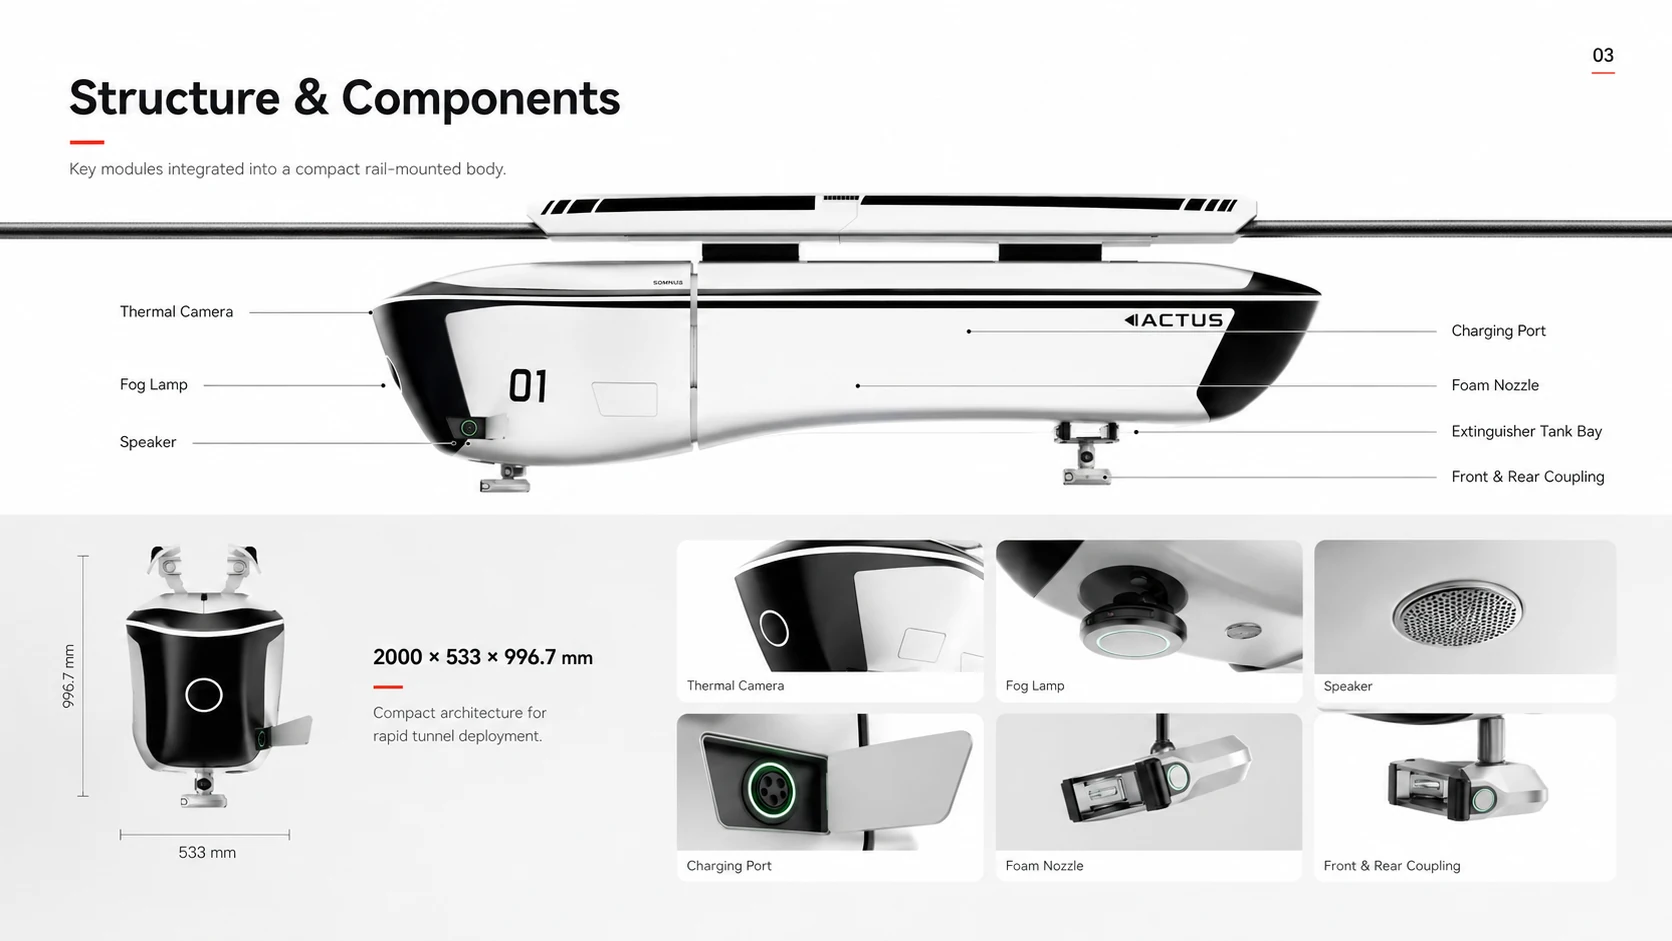 03
Structure & Components
Key modules integrated into a compact rail-mounted body.
SOMNUS
ACTUS
01
Thermal Camera
Fog Lamp
Speaker
Charging Port
Foam Nozzle
Extinguisher Tank Bay
Front & Rear Coupling
996.7 mm
533 mm
2000 × 533 × 996.7 mm
Compact architecture for
rapid tunnel deployment.
Thermal Camera
Fog Lamp
Speaker
Charging Port
Foam Nozzle
Front & Rear Coupling